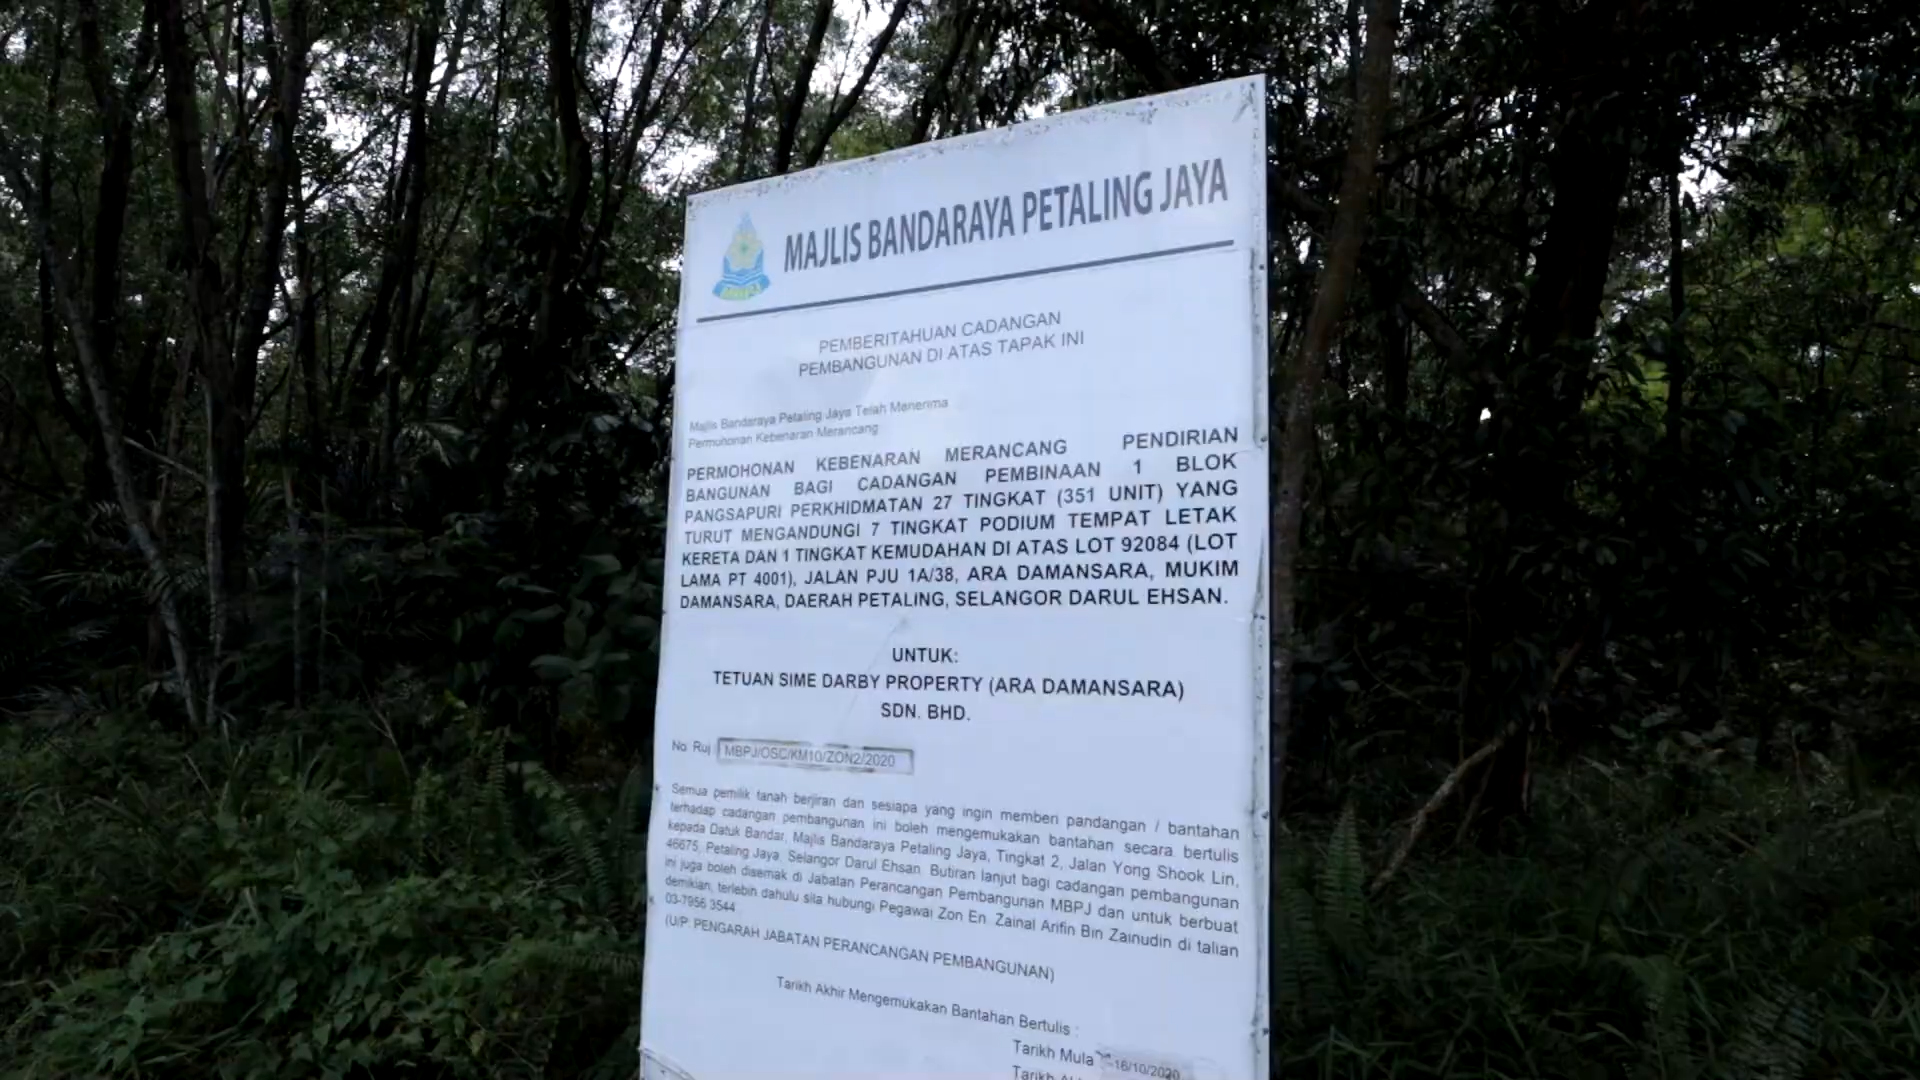 MAJLIS BANDARAYA PETALING JAYA
PEMBERITAHUAN CADANGAN
PEMBANGUNAN DI ATAS TAPAK INI
Majlis Bandaraya Petaling Jaya Telah Menerima
Permohonan Kebenaran Merancang
PERMOHONAN KEBENARAN MERANCANG PENDIRIAN
BANGUNAN BAGI CADANGAN PEMBINAAN 1 BLOK
PANGSAPURI PERKHIDMATAN 27 TINGKAT (351 UNIT) YANG
TURUT MENGANDUNGI 7 TINGKAT PODIUM TEMPAT LETAK
KERETA DAN 1 TINGKAT KEMUDAHAN DI ATAS LOT 92084 (LOT
LAMA PT 4001), JALAN PJU 1A/38, ARA DAMANSARA, MUKIM
DAMANSARA, DAERAH PETALING, SELANGOR DARUL EHSAN.
UNTUK:
TETUAN SIME DARBY PROPERTY (ARA DAMANSARA)
SDN. BHD.
No. Ruj MBPJ/OSC/KM10/ZON2/2020
Semua pemilik tanah berjiran dan sesiapa yang ingin memberi pandangan / bantahan
terhadap cadangan pembangunan ini boleh mengemukakan bantahan secara bertulis
kepada Datuk Bandar, Majlis Bandaraya Petaling Jaya, Tingkat 2, Jalan Yong Shook Lin,
46675, Petaling Jaya, Selangor Darul Ehsan. Butiran lanjut bagi cadangan pembangunan
ini juga boleh disemak di Jabatan Perancangan Pembangunan MBPJ dan untuk berbuat
demikian, terlebih dahulu sila hubungi Pegawai Zon En. Zainal Arifin Bin Zainudin di talian
03-7956 3544
(U/P: PENGARAH JABATAN PERANCANGAN PEMBANGUNAN)
Tarikh Akhir Mengemukakan Bantahan Bertulis :
Tarikh Mula 16/10/2020
Tarikh